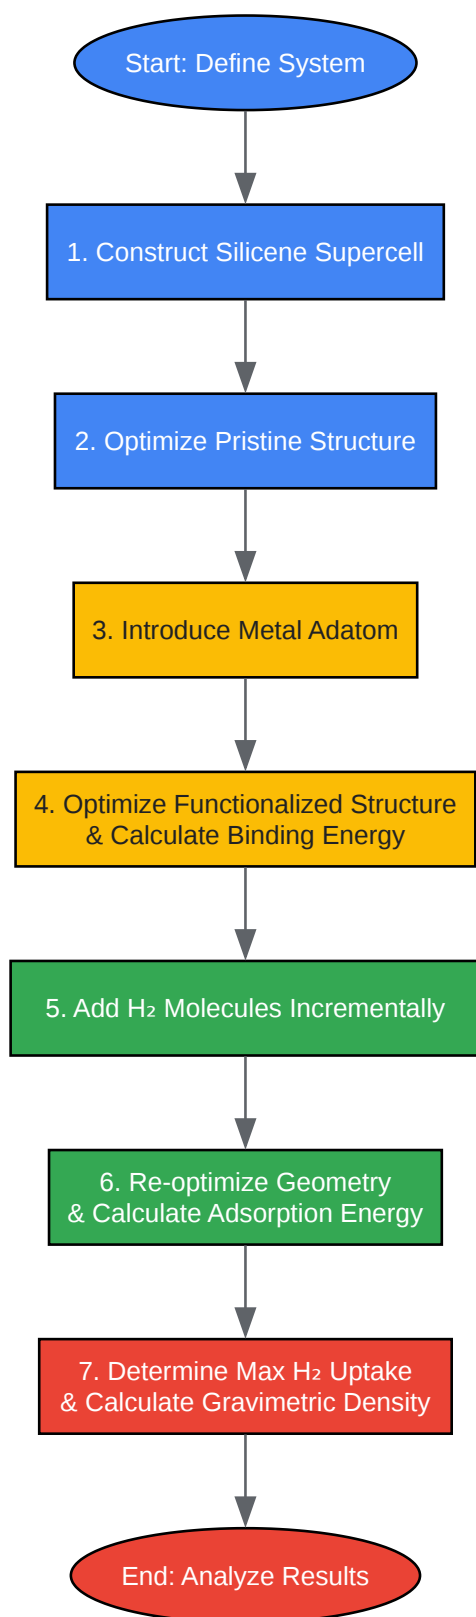 Start: Define System
1. Construct Silicene Supercell
2. Optimize Pristine Structure
3. Introduce Metal Adatom
4. Optimize Functionalized Structure
& Calculate Binding Energy
5. Add H₂ Molecules Incrementally
6. Re-optimize Geometry
& Calculate Adsorption Energy
7. Determine Max H₂ Uptake
& Calculate Gravimetric Density
End: Analyze Results